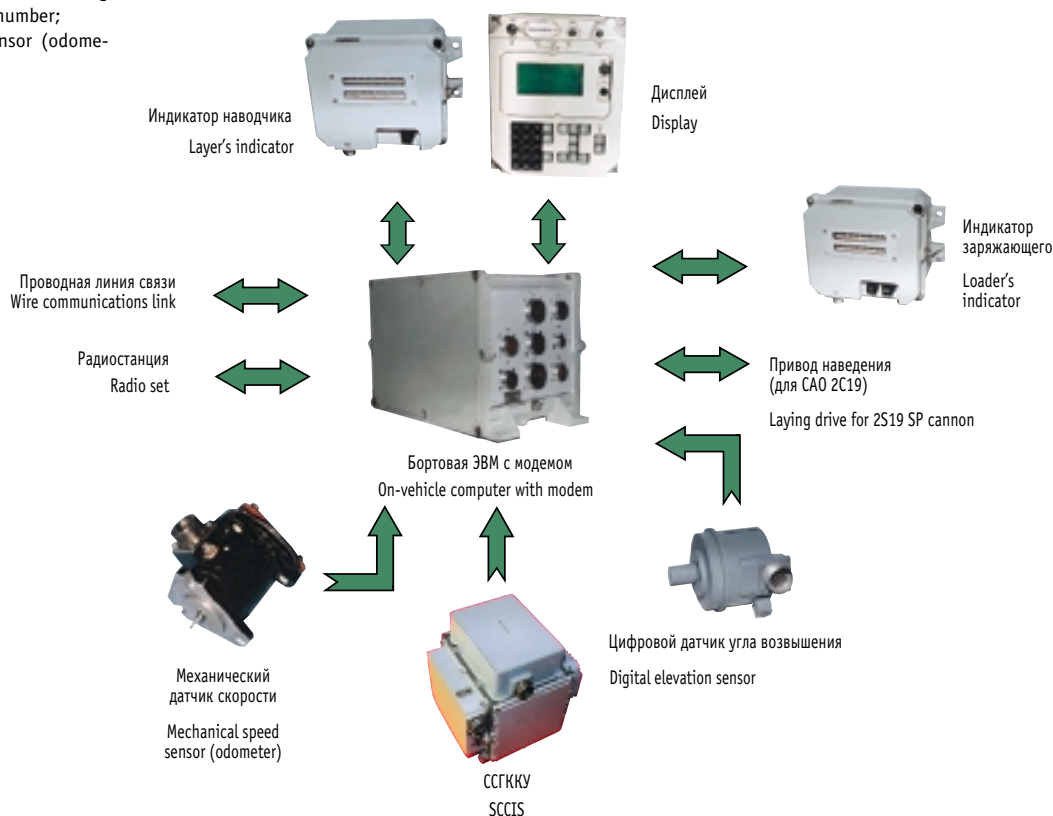 number;
nsor (odome-
Индикатор наводчика
Layer's indicator
Дисплей
Display
Индикатор
заряжающего
Loader's
indicator
Проводная линия связи
Wire communications link
Радиостанция
Radio set
Привод наведения
(для САО 2С19)
Laying drive for 2S19 SP cannon
Бортовая ЭВМ с модемом
On-vehicle computer with modem
Механический
датчик скорости
Mechanical speed
sensor (odometer)
Цифровой датчик угла возвышения
Digital elevation sensor
ССГККУ
SCCIS